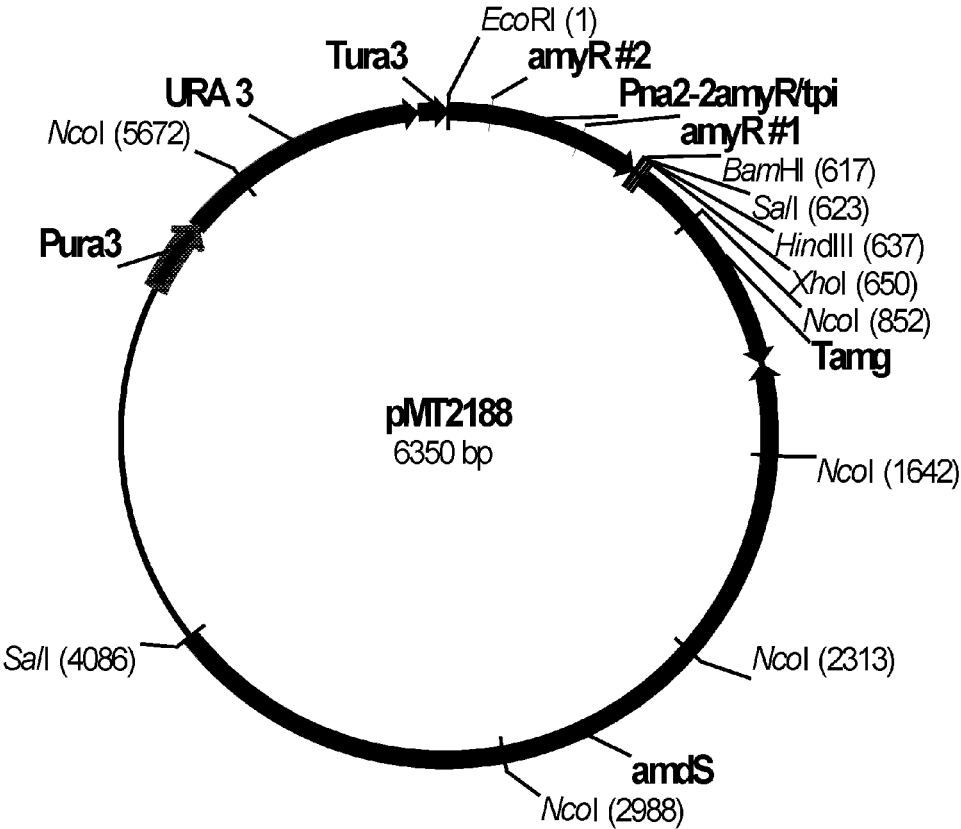 EcoRI (1)
Tura3
amyR #2
URA 3
Pna2-2amyR/tpi
NcoI (5672)
amyR #1
BamHI (617)
SalI (623)
HindIII (637)
Pura3
XhoI (650)
NcoI (852)
Tamg
pMT2188
6350 bp
NcoI (1642)
SalI (4086)
NcoI (2313)
amdS
NcoI (2988)